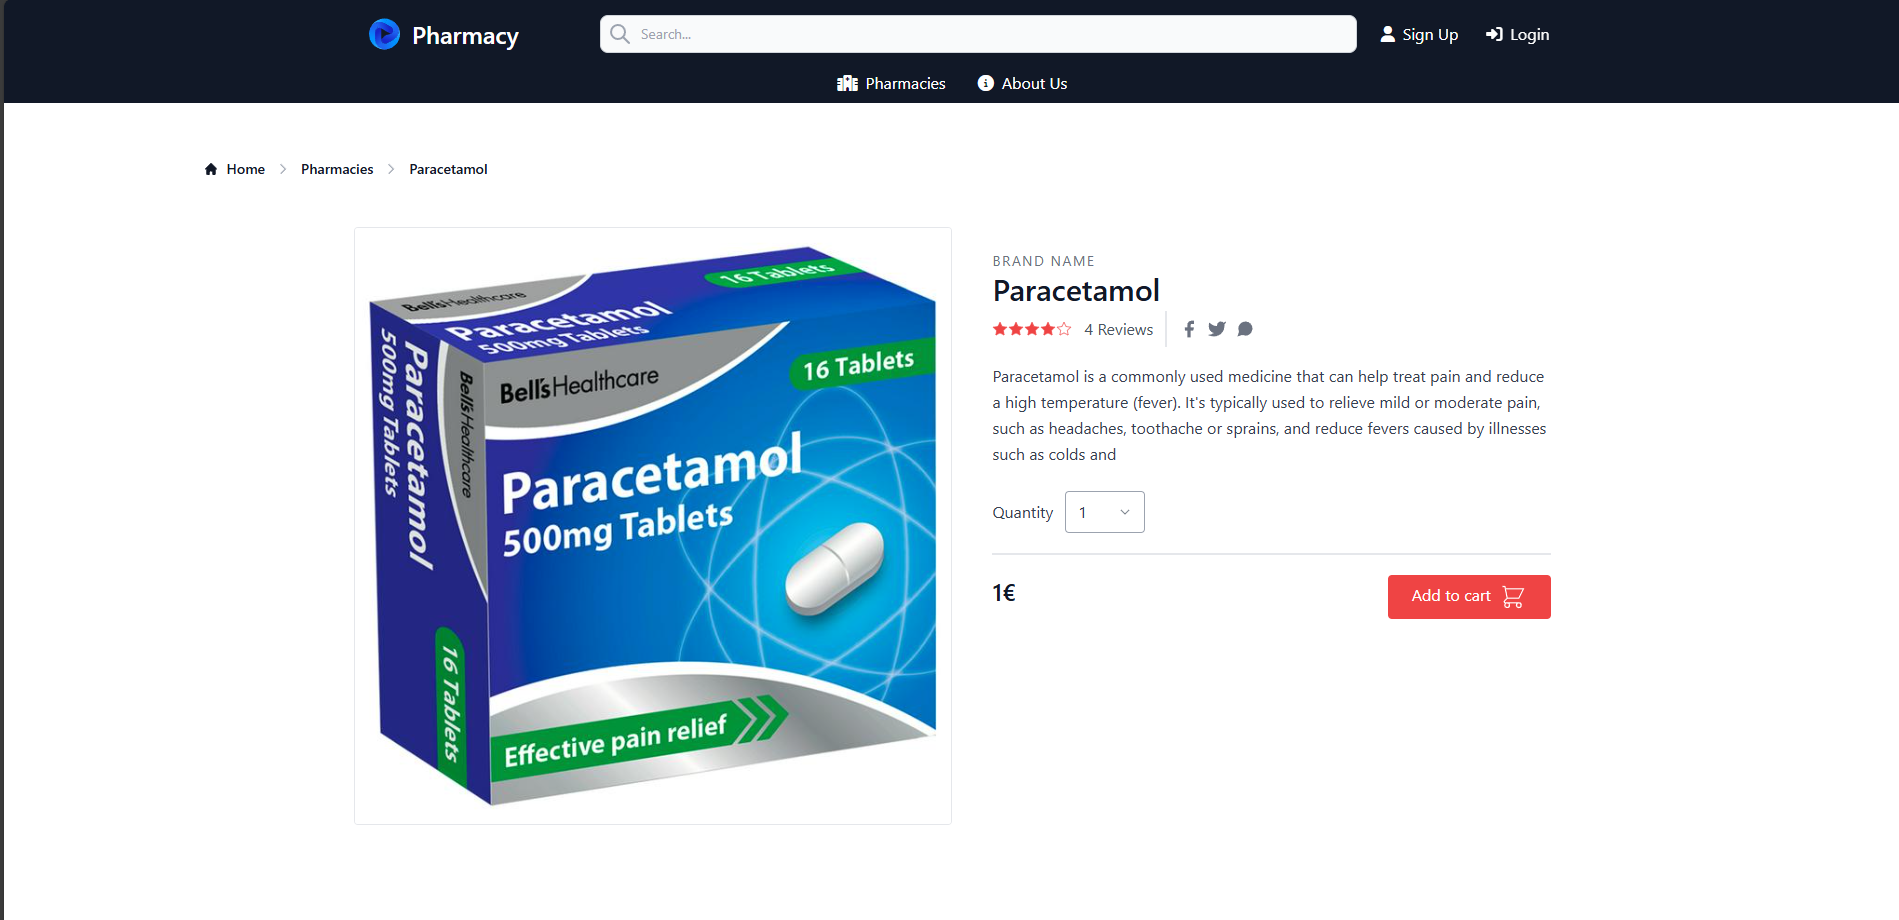 Pharmacy
Search...
Sign Up
Login
Pharmacies
About Us
Home
Pharmacies
Paracetamol
16 Tablets
Bell's Healthcare
Paracetamol
500mg Tablets
Paracetamol
500mg Tablets
Bell's Healthcare
16 Tablets
Bell's Healthcare
16 Tablets
Paracetamol
500mg Tablets
Effective pain relief
BRAND NAME
Paracetamol
4 Reviews
Paracetamol is a commonly used medicine that can help treat pain and reduce
a high temperature (fever). It's typically used to relieve mild or moderate pain,
such as headaches, toothache or sprains, and reduce fevers caused by illnesses
such as colds and
Quantity
1
1€
Add to cart